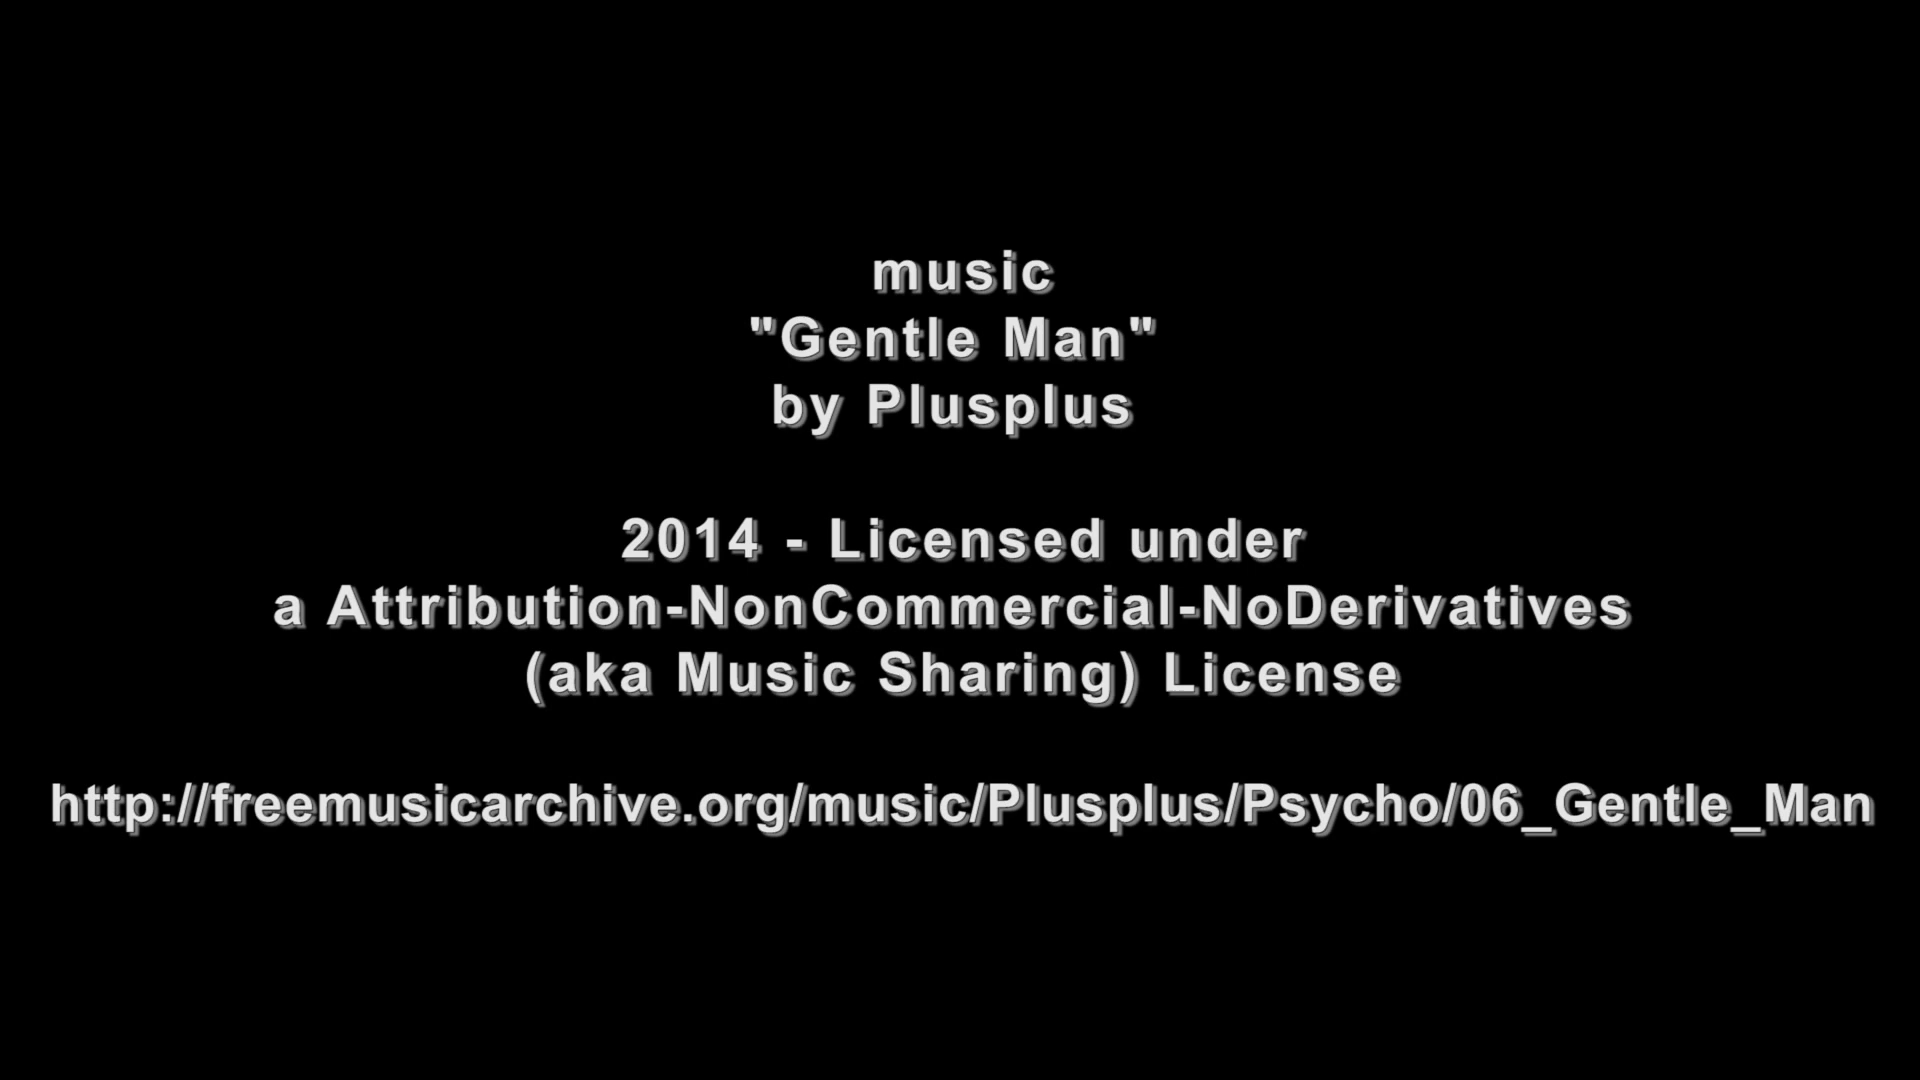 music
"Gentle Man"
by Plusplus
2014 - Licensed under
a Attribution-NonCommercial-NoDerivatives
(aka Music Sharing) License
http://freemusicarchive.org/music/Plusplus/Psycho/06_Gentle_Man